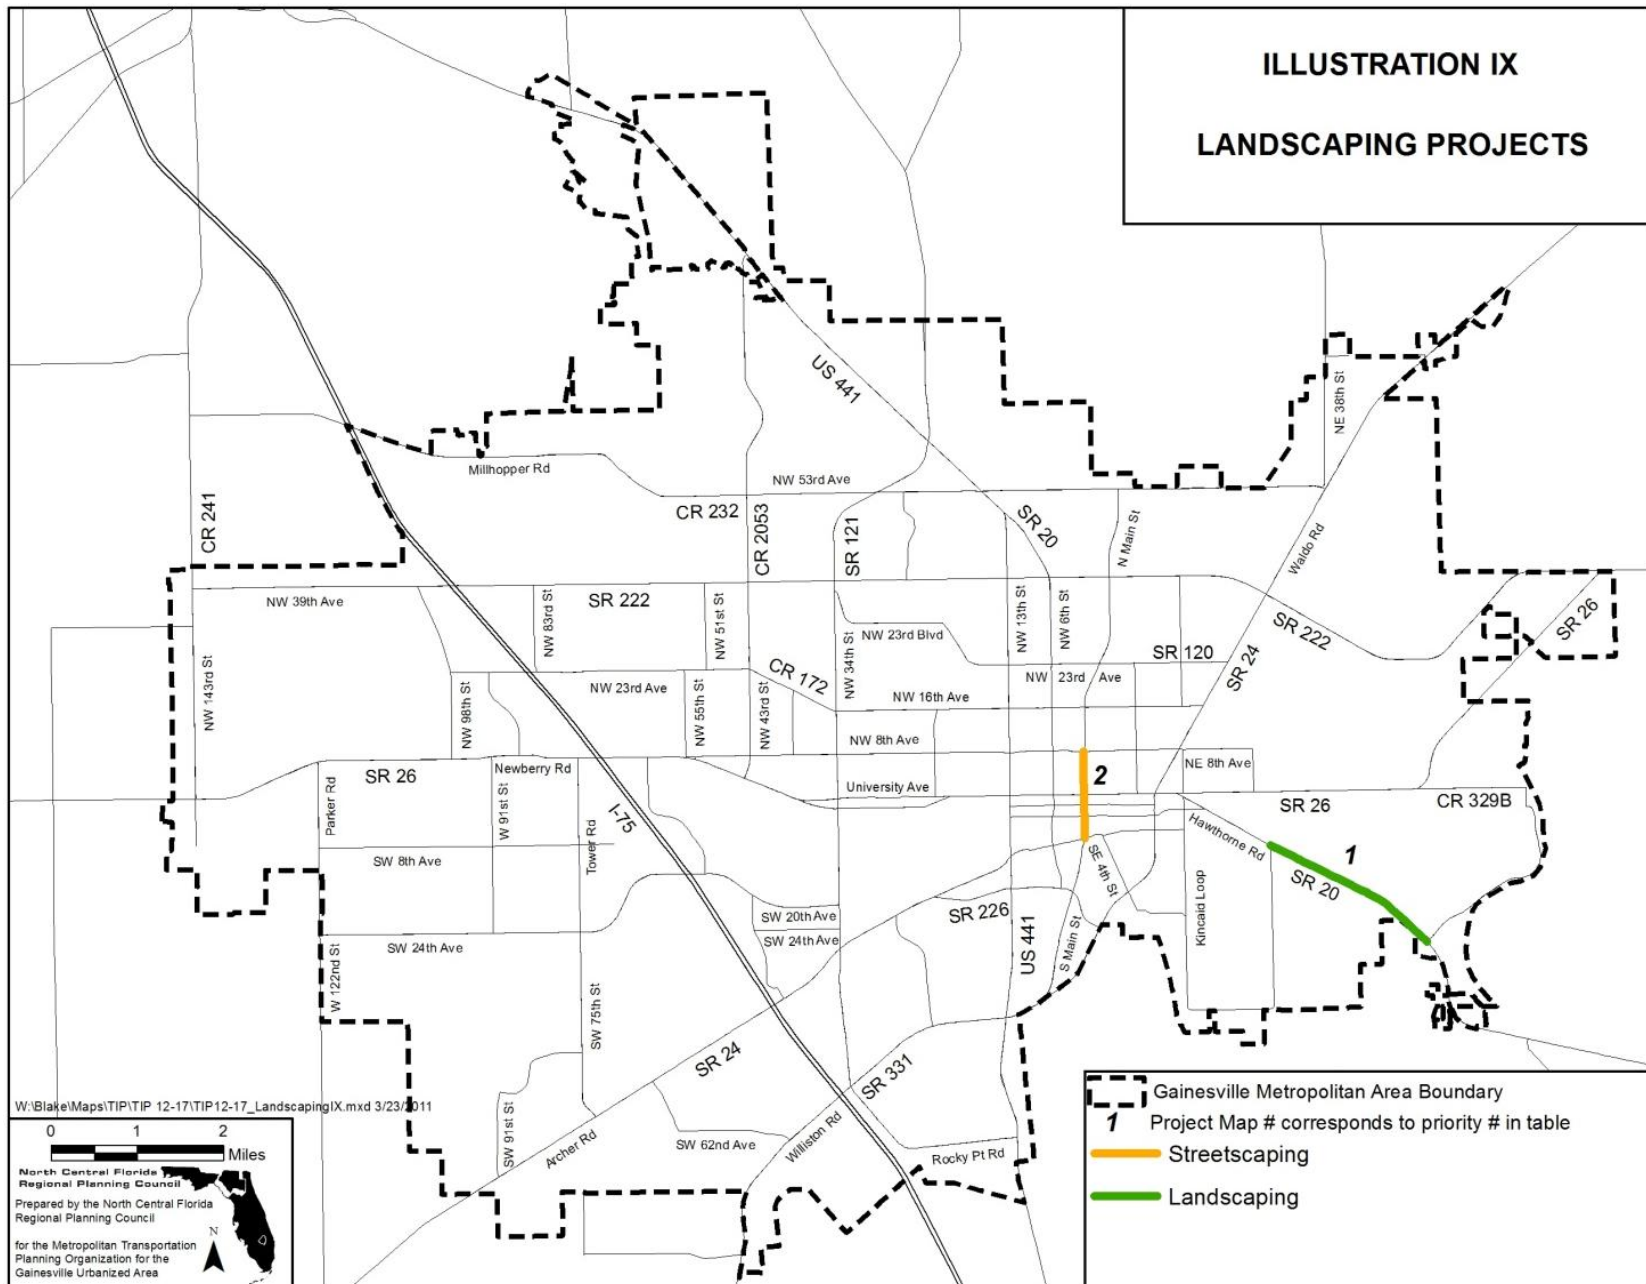 ILLUSTRATION IX
LANDSCAPING PROJECTS
US 441
NE 38th St
Millhopper Rd
NW 53rd Ave
CR 232
CR 241
CR 2053
SR 121
SR 20
N Main St
Waldo Rd
NW 39th Ave
NW 83rd St
SR 222
NW 51st St
NW 34th St
NW 23rd Blvd
NW 13th St
NW 6th St
SR 120
SR 222
SR 26
SR 24
NW 143rd St
NW 98th St
NW 23rd Ave
NW 55th St
CR 172
NW 43rd St
NW 16th Ave
NW 23rd Ave
NW 8th Ave
SR 26
Newberry Rd
University Ave
2
NE 8th Ave
SR 26
CR 329B
Parker Rd
W 91st St
Tower Rd
I-75
Hawthorne Rd
1
SR 20
SW 8th Ave
SE 4th St
Kincaid Loop
SW 20th Ave
SW 24th Ave
SR 226
US 441
S Main St
SW 24th Ave
W 122nd St
SW 75th St
SR 24
SR 331
SW 91st St
Archer Rd
SW 62nd Ave
Williston Rd
Rocky Pt Rd
W:\Blake\Maps\TIP\TIP 12-17\TIP12-17_LandscapingIX.mxd 3/23/2011
0 1 2
Miles
North Central Florida
Regional Planning Council
Prepared by the North Central Florida
Regional Planning Council
N
for the Metropolitan Transportation
Planning Organization for the
Gainesville Urbanized Area
Gainesville Metropolitan Area Boundary
1 Project Map # corresponds to priority # in table
Streetscaping
Landscaping